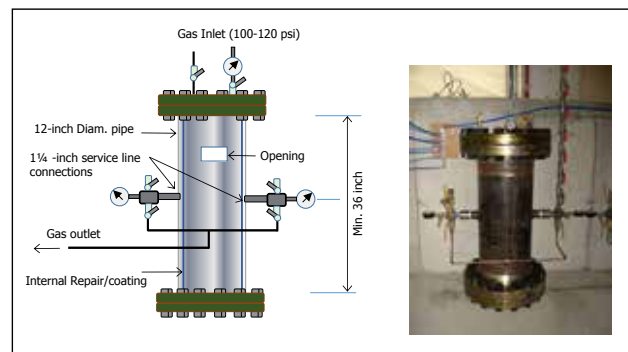 Gas Inlet (100-120 psi)
12-inch Diam. pipe
1¼ -inch service line
connections
Opening
Min. 36 inch
Gas outlet
Internal Repair/coating